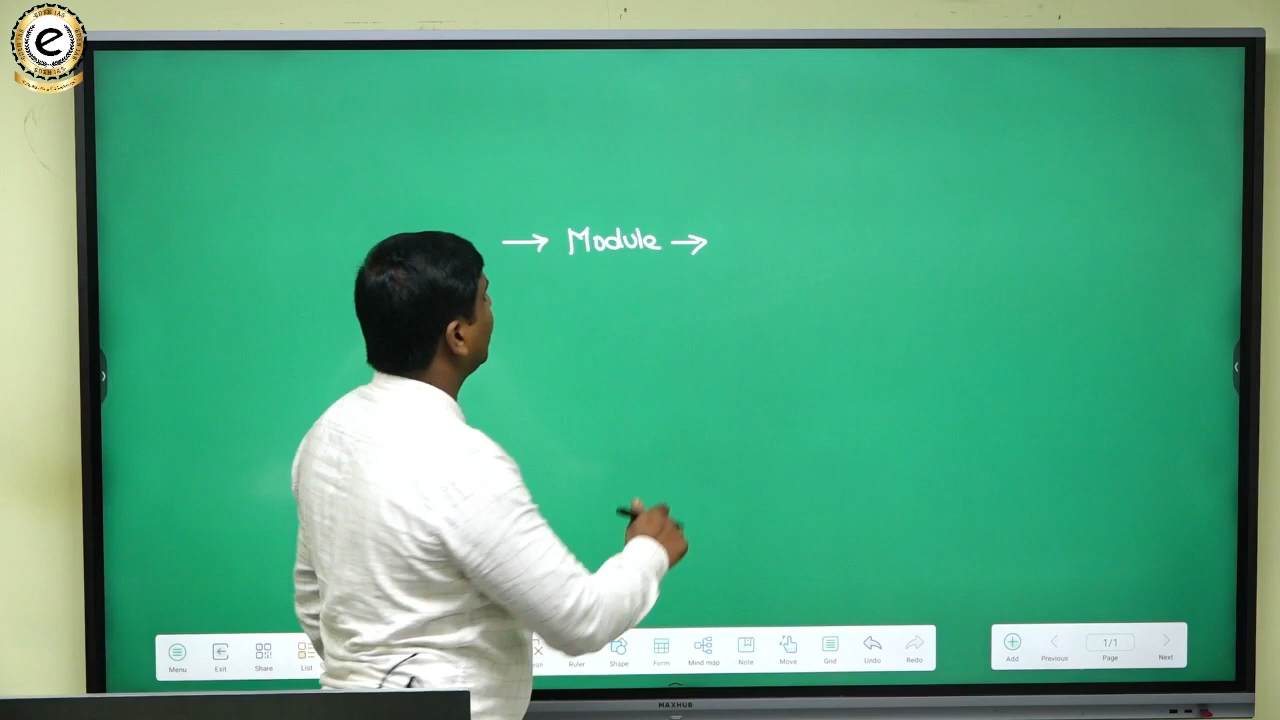 e
→ Module →
Menu Exit Share List Ruler Shape Form Mind map Note Move Grid Undo Redo
Add Previous 1/1 Page Next
MAXHUB